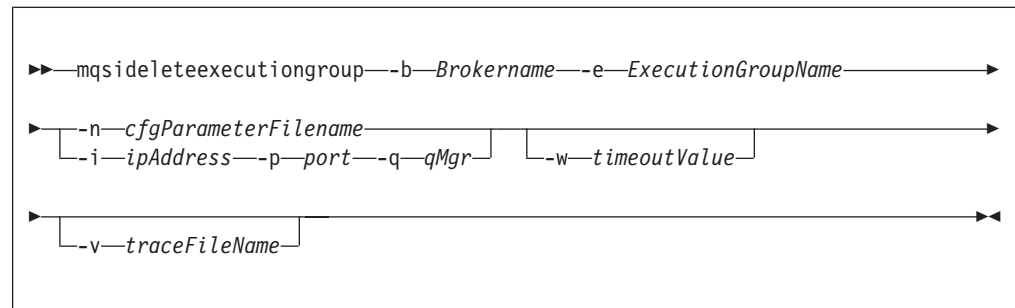 mqsideleteexecutiongroup -b Brokername -e ExecutionGroupName
-n cfgParameterFilename
-i ipAddress -p port -q qMgr
-w timeoutValue
-v traceFileName